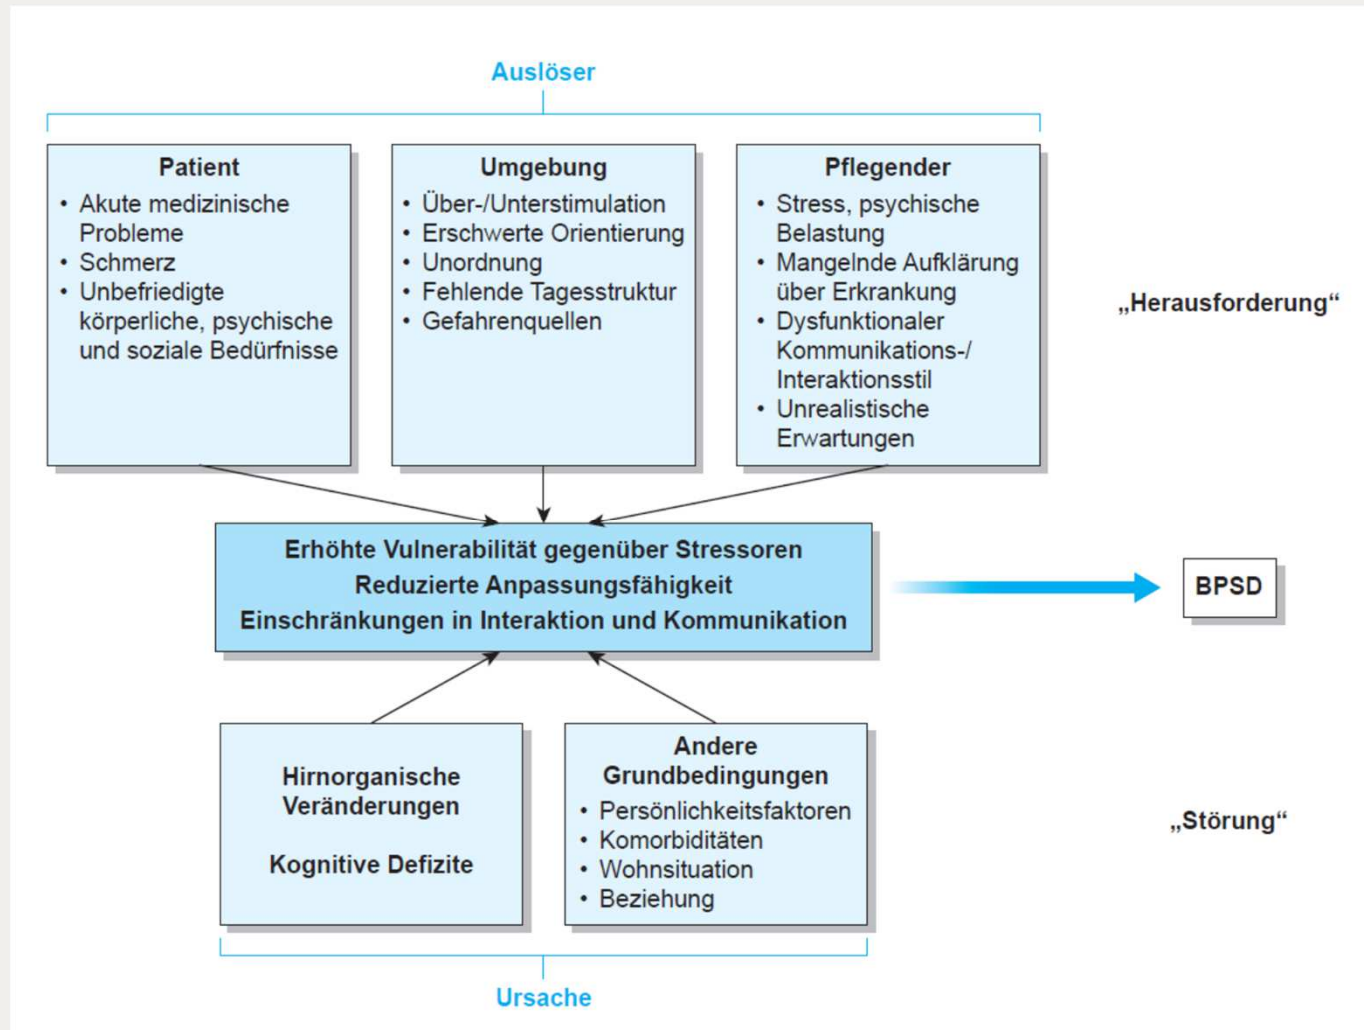 Auslöser
Patient
• Akute medizinische
Probleme
• Schmerz
• Unbefriedigte
körperliche, psychische
und soziale Bedürfnisse
Umgebung
• Über-/Unterstimulation
• Erschwerte Orientierung
• Unordnung
• Fehlende Tagesstruktur
• Gefahrenquellen
Pflegender
• Stress, psychische
Belastung
• Mangelnde Aufklärung
über Erkrankung
• Dysfunktionaler
Kommunikations-/
Interaktionsstil
• Unrealistische
Erwartungen
„Herausforderung“
Erhöhte Vulnerabilität gegenüber Stressoren
Reduzierte Anpassungsfähigkeit
Einschränkungen in Interaktion und Kommunikation
BPSD
Hirnorganische
Veränderungen
Kognitive Defizite
Andere
Grundbedingungen
• Persönlichkeitsfaktoren
• Komorbiditäten
• Wohnsituation
• Beziehung
„Störung“
Ursache